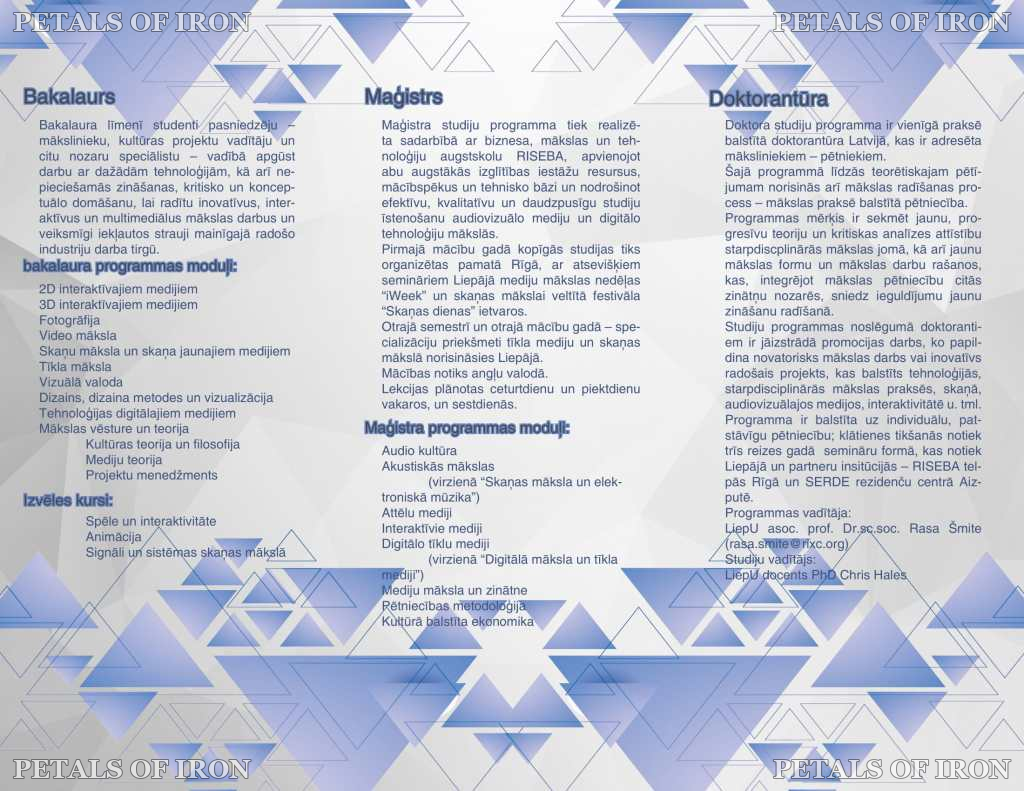 PETALS OF IRON
PETALS OF IRON
Bakalaurs
Bakalaura līmenī studenti pasniedzēju –
mākslinieku, kultūras projektu vadītāju un
citu nozaru speciālistu – vadībā apgūst
darbu ar dažādām tehnoloģijām, kā arī ne-
pieciešamās zināšanas, kritisko un koncep-
tuālo domāšanu, lai radītu inovatīvus, inter-
aktīvus un multimediālus mākslas darbus un
veiksmīgi iekļautos strauji mainīgajā radošo
industriju darba tirgū.
bakalaura programmas moduļi:
2D interaktīvajiem medijiem
3D interaktīvajiem medijiem
Fotogrāfija
Video māksla
Skaņu māksla un skaņa jaunajiem medijiem
Tīkla māksla
Vizuālā valoda
Dizains, dizaina metodes un vizualizācija
Tehnoloģijas digitālajiem medijiem
Mākslas vēsture un teorija
Kultūras teorija un filosofija
Mediju teorija
Projektu menedžments
Izvēles kursi:
Spēle un interaktivitāte
Animācija
Signāli un sistēmas skaņas mākslā
Maģistrs
Maģistra studiju programma tiek realizē-
ta sadarbībā ar biznesa, mākslas un teh-
noloģiju augstskolu RISEBA, apvienojot
abu augstākās izglītības iestāžu resursus,
mācībspēkus un tehnisko bāzi un nodrošinot
efektīvu, kvalitatīvu un daudzpusīgu studiju
īstenošanu audiovizuālo mediju un digitālo
tehnoloģiju mākslās.
Pirmajā mācību gadā kopīgās studijas tiks
organizētas pamatā Rīgā, ar atsevišķiem
semināriem Liepājā mediju mākslas nedēļas
“iWeek” un skaņas mākslai veltītā festivāla
“Skaņas dienas” ietvaros.
Otrajā semestrī un otrajā mācību gadā – spe-
cializāciju priekšmeti tīkla mediju un skaņas
mākslā norisināsies Liepājā.
Mācības notiks angļu valodā.
Lekcijas plānotas ceturtdienu un piektdienu
vakaros, un sestdienās.
Maģistra programmas moduļi:
Audio kultūra
Akustiskās mākslas
(virzienā “Skaņas māksla un elek-
troniskā mūzika”)
Attēlu mediji
Interaktīvie mediji
Digitālo tīklu mediji
(virzienā “Digitālā māksla un tīkla
mediji”)
Mediju māksla un zinātne
Pētniecības metodoloģija
Kultūrā balstīta ekonomika
Doktorantūra
Doktora studiju programma ir vienīgā praksē
balstītā doktorantūra Latvijā, kas ir adresēta
māksliniekiem – pētniekiem.
Šajā programmā līdzās teorētiskajam pētī-
jumam norisinās arī mākslas radīšanas pro-
cess – mākslas praksē balstītā pētniecība.
Programmas mērķis ir sekmēt jaunu, pro-
gresīvu teoriju un kritiskas analīzes attīstību
starpdiscplinārās mākslas jomā, kā arī jaunu
mākslas formu un mākslas darbu rašanos,
kas, integrējot mākslas pētniecību citās
zinātņu nozarēs, sniedz ieguldījumu jaunu
zināšanu radīšanā.
Studiju programmas noslēgumā doktoranti-
em ir jāizstrādā promocijas darbs, ko papil-
dina novatorisks mākslas darbs vai inovatīvs
radošais projekts, kas balstīts tehnoloģijās,
starpdisciplinārās mākslas praksēs, skaņā,
audiovizuālajos medijos, interaktivitātē u. tml.
Programma ir balstīta uz individuālu, pat-
stāvīgu pētniecību; klātienes tikšanās notiek
trīs reizes gadā semināru formā, kas notiek
Liepājā un partneru insitūcijās – RISEBA tel-
pās Rīgā un SERDE rezidenču centrā Aiz-
putē.
Programmas vadītāja:
LiepU asoc. prof. Dr.sc.soc. Rasa Šmite
(rasa.smite@rixc.org)
Studiju vadītājs:
LiepU docents PhD Chris Hales
PETALS OF IRON
PETALS OF IRON